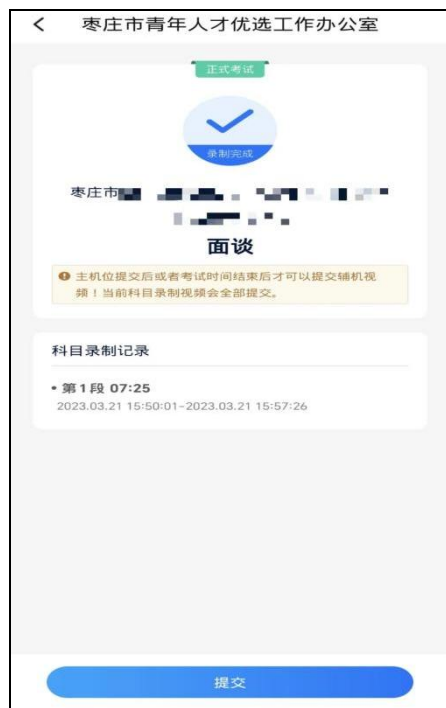 枣庄市青年人才优选工作办公室
正式考试
录制完成
枣庄市
面谈
主机位提交后或者考试时间结束后才可以提交辅机视
频！当前科目录制视频会全部提交。
科目录制记录
• 第1段 07:25
2023.03.21 15:50:01-2023.03.21 15:57:26
提交